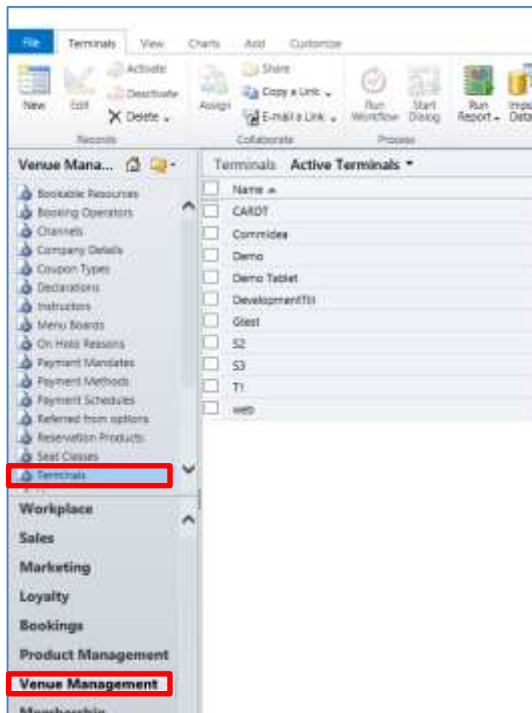 File Terminals View Charts Add Customize
New
Edit
Activate
Deactivate
Delete
Records
Assign
Share
Copy a Link
E-mail a Link
Collaborate
Run Workflow
Start Dialog
Process
Run Report
Data
Venue Mana...
Bookable Resources
Booking Operators
Channels
Company Details
Coupon Types
Declarations
Instructors
Menu Boards
On Hold Reasons
Payment Mandates
Payment Methods
Payment Schedules
Referred from options
Reservation Products
Seat Classes
Terminals
Workplace
Sales
Marketing
Loyalty
Bookings
Product Management
Venue Management
Membership
Terminals Active Terminals
Name
CARDT
Commidea
Demo
Demo Tablet
Gtest
S2
S3
T1
web